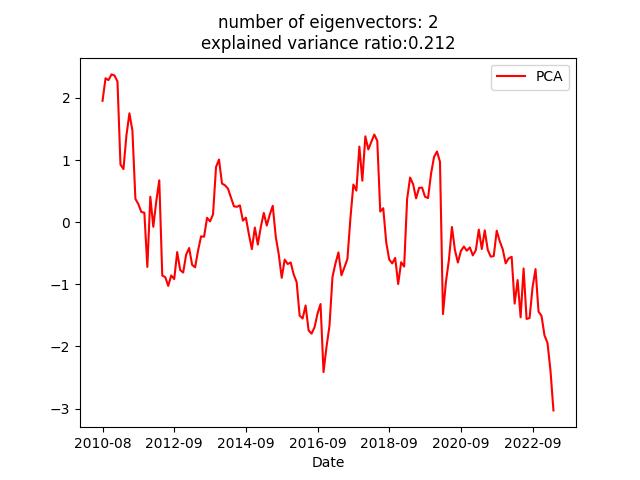 number of eigenvectors: 2
explained variance ratio:0.212
PCA
2
1
0
−1
−2
−3
2010-08 2012-09 2014-09 2016-09 2018-09 2020-09 2022-09
Date